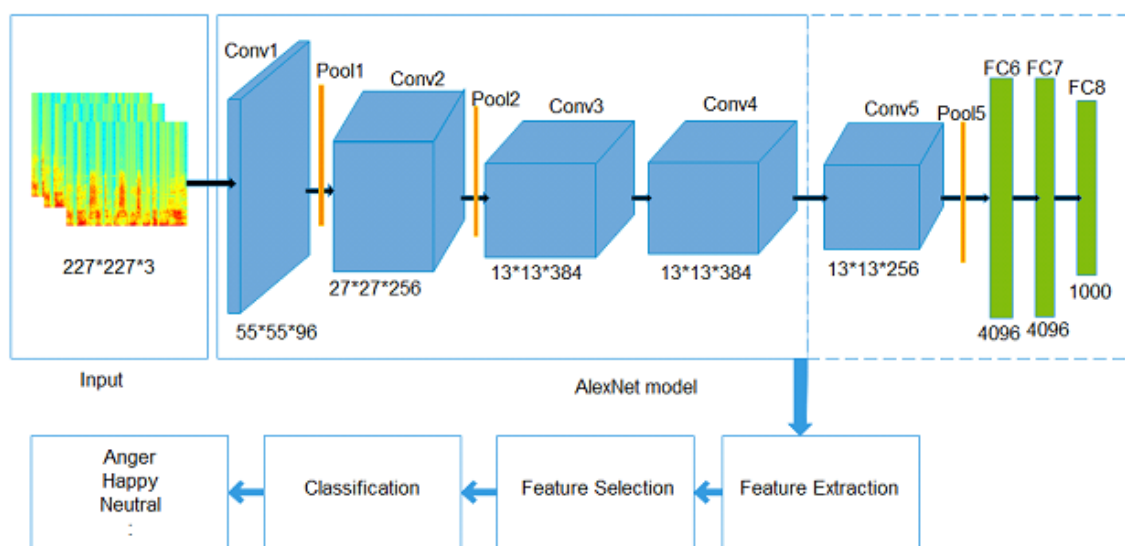 Conv1
Pool1
Conv2
Pool2
Conv3
Conv4
Conv5
Pool5
FC6
FC7
FC8
227*227*3
55*55*96
27*27*256
13*13*384
13*13*384
13*13*256
4096
4096
1000
Input
AlexNet model
Anger
Happy
Neutral
:
Classification
Feature Selection
Feature Extraction